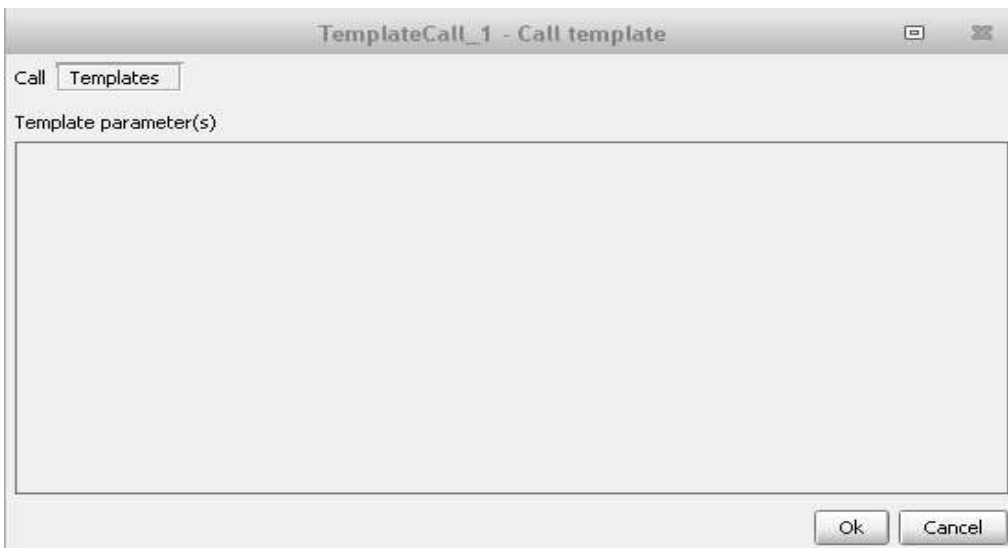 TemplateCall_1 - Call template
Call Templates
Template parameter(s)
Ok Cancel